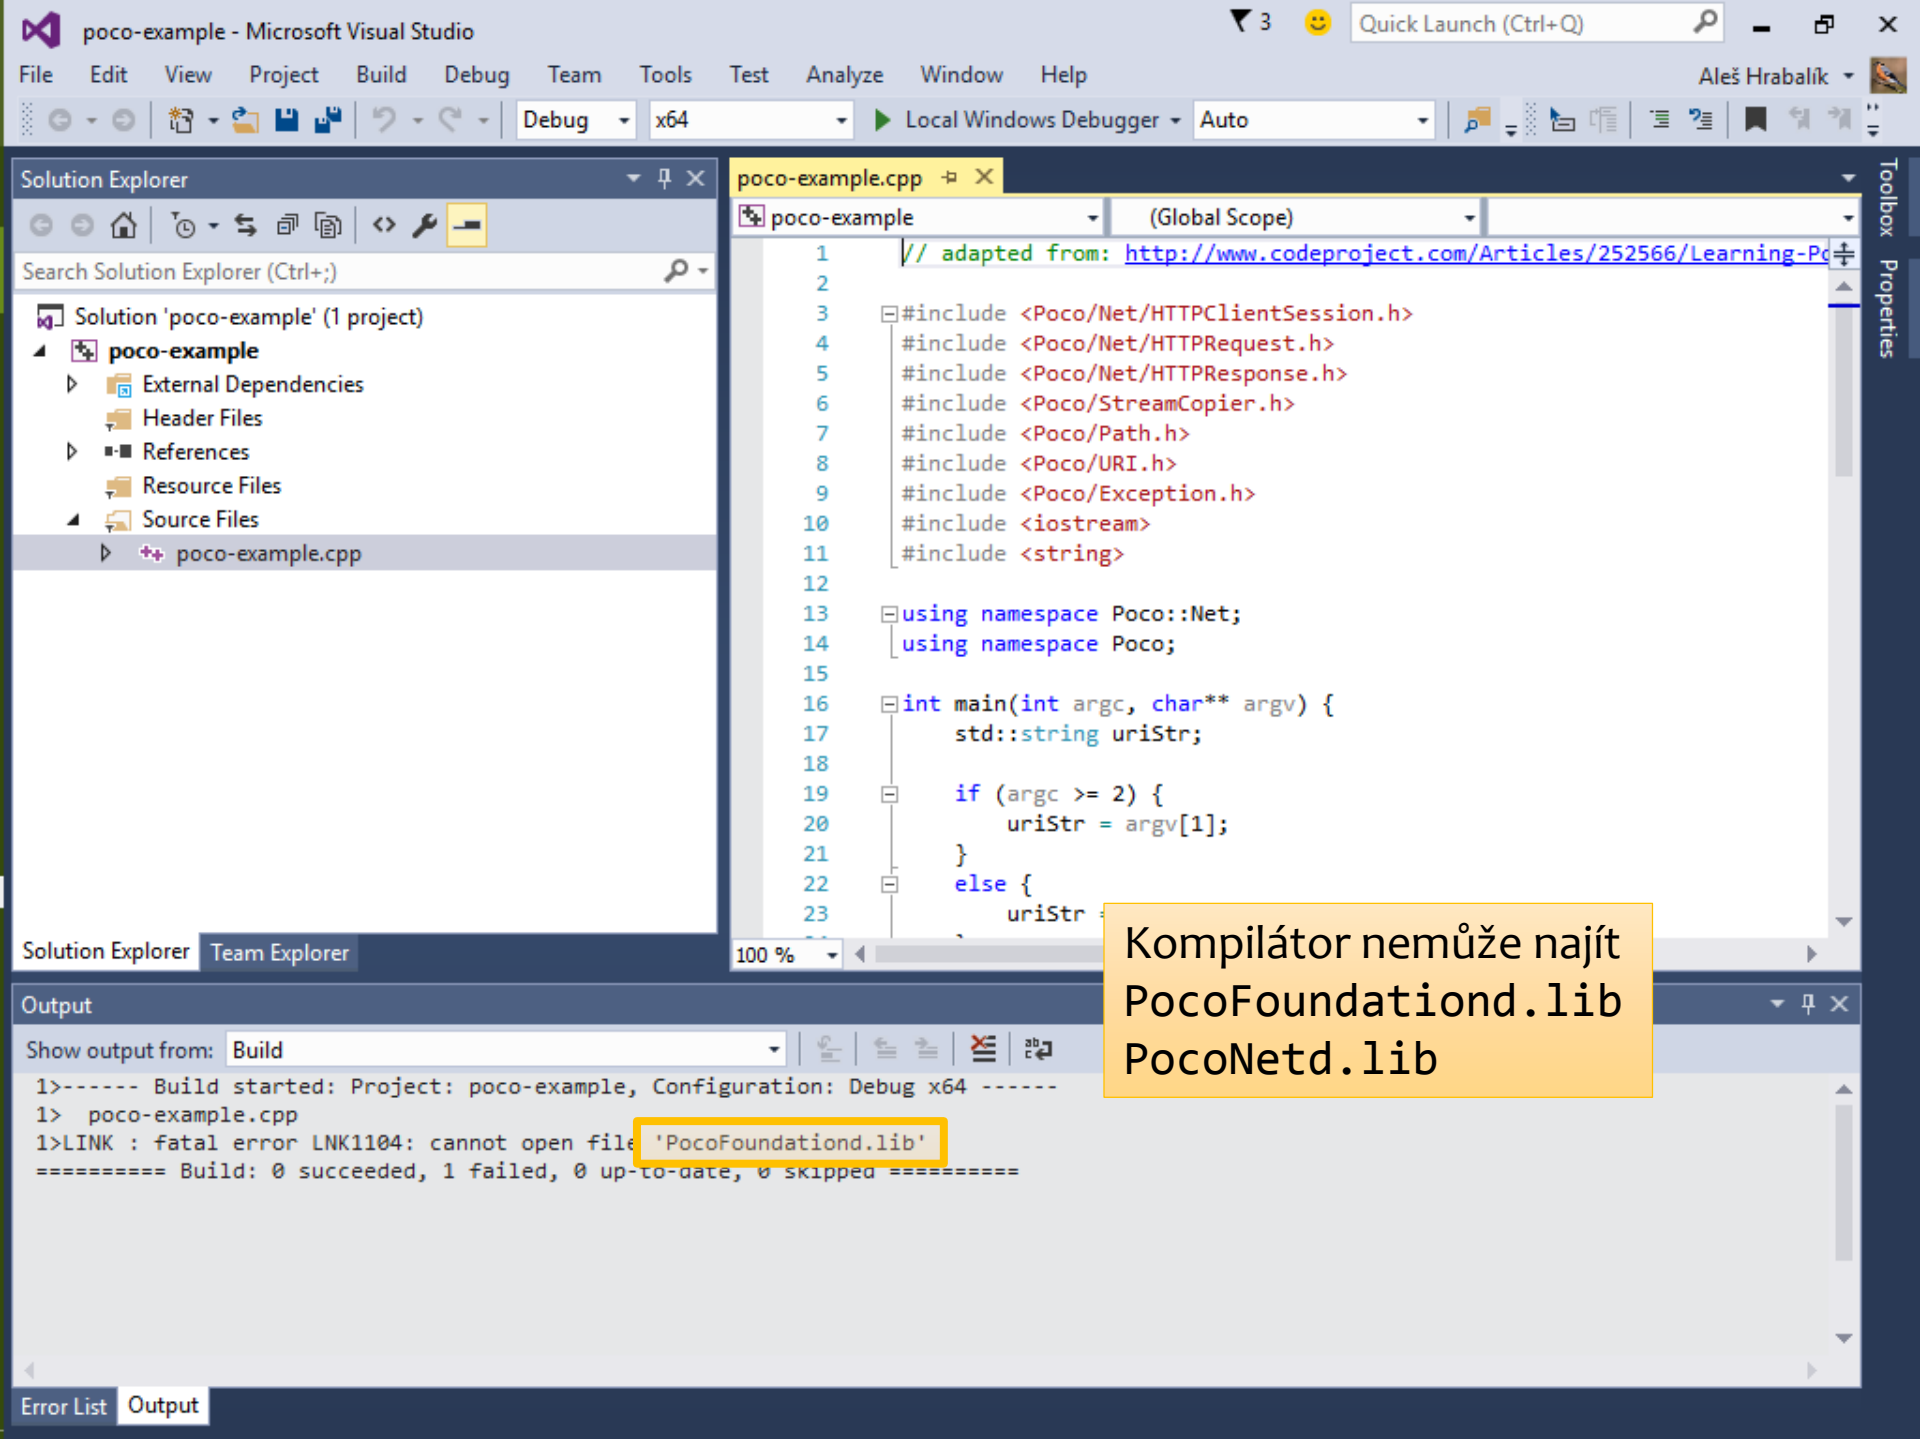 poco-example - Microsoft Visual Studio
3
Quick Launch (Ctrl+Q)
File Edit View Project Build Debug Team Tools Test Analyze Window Help
Aleš Hrabalík
Debug x64 Local Windows Debugger Auto
Solution Explorer
Search Solution Explorer (Ctrl+;)
Solution 'poco-example' (1 project)
poco-example
External Dependencies
Header Files
References
Resource Files
Source Files
poco-example.cpp
Solution Explorer Team Explorer
poco-example.cpp
poco-example (Global Scope)
1 // adapted from: http://www.codeproject.com/Articles/252566/Learning-Po
2
3 #include <Poco/Net/HTTPClientSession.h>
4 #include <Poco/Net/HTTPRequest.h>
5 #include <Poco/Net/HTTPResponse.h>
6 #include <Poco/StreamCopier.h>
7 #include <Poco/Path.h>
8 #include <Poco/URI.h>
9 #include <Poco/Exception.h>
10 #include <iostream>
11 #include <string>
12
13 using namespace Poco::Net;
14 using namespace Poco;
15
16 int main(int argc, char** argv) {
17 std::string uriStr;
18
19 if (argc >= 2) {
20 uriStr = argv[1];
21 }
22 else {
23 uriStr =
100 %
Toolbox
Properties
Kompilátor nemůže najít
PocoFoundationd.lib
PocoNetd.lib
Output
Show output from: Build
1>------ Build started: Project: poco-example, Configuration: Debug x64 ------
1> poco-example.cpp
1>LINK : fatal error LNK1104: cannot open file 'PocoFoundationd.lib'
========== Build: 0 succeeded, 1 failed, 0 up-to-date, 0 skipped ==========
Error List Output